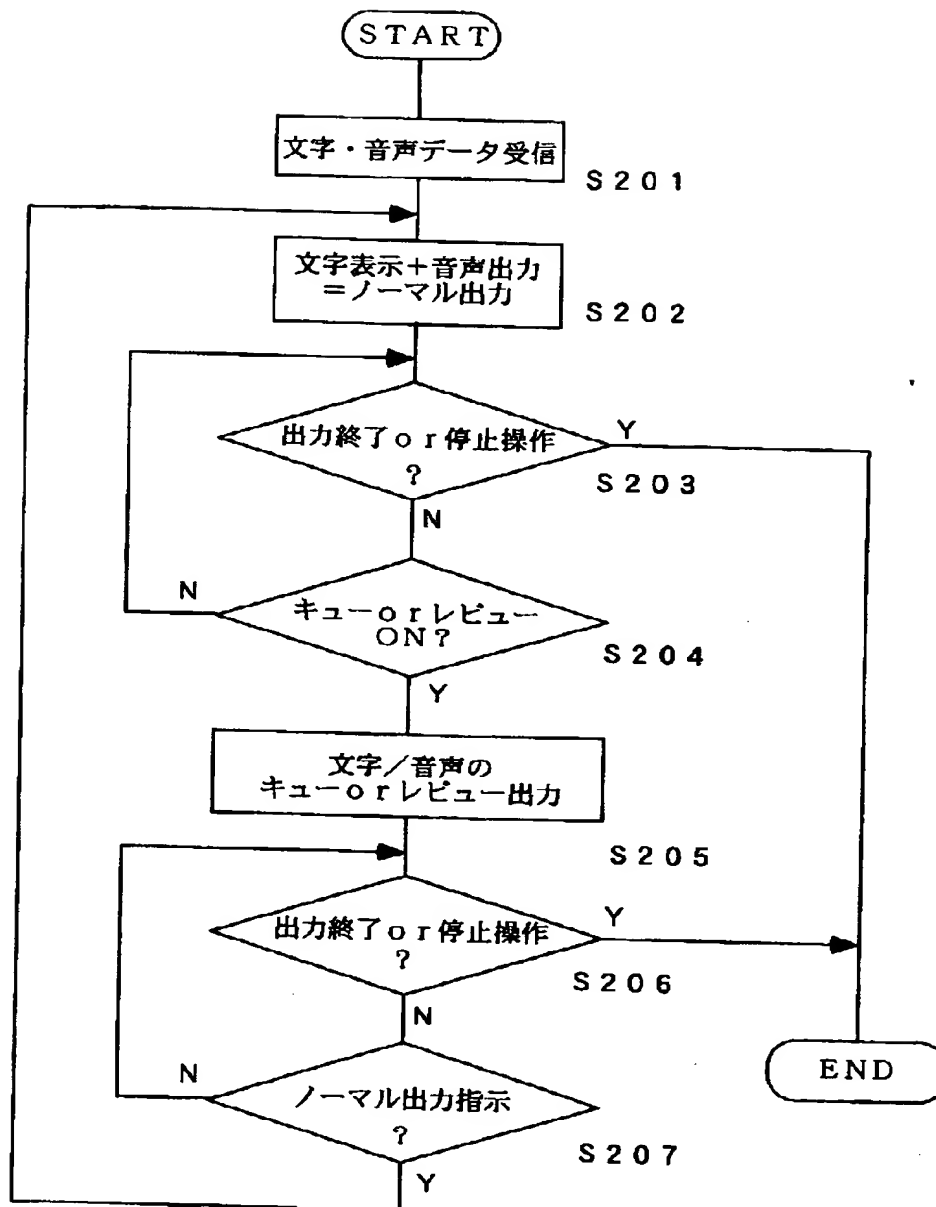 START
文字・音声データ受信
S201
文字表示+音声出力
=ノーマル出力
S202
出力終了or停止操作
?
Y
S203
N
キューorレビュー
ON?
N
S204
Y
文字/音声の
キューorレビュー出力
S205
出力終了or停止操作
?
Y
S206
N
ノーマル出力指示
?
N
S207
Y
END